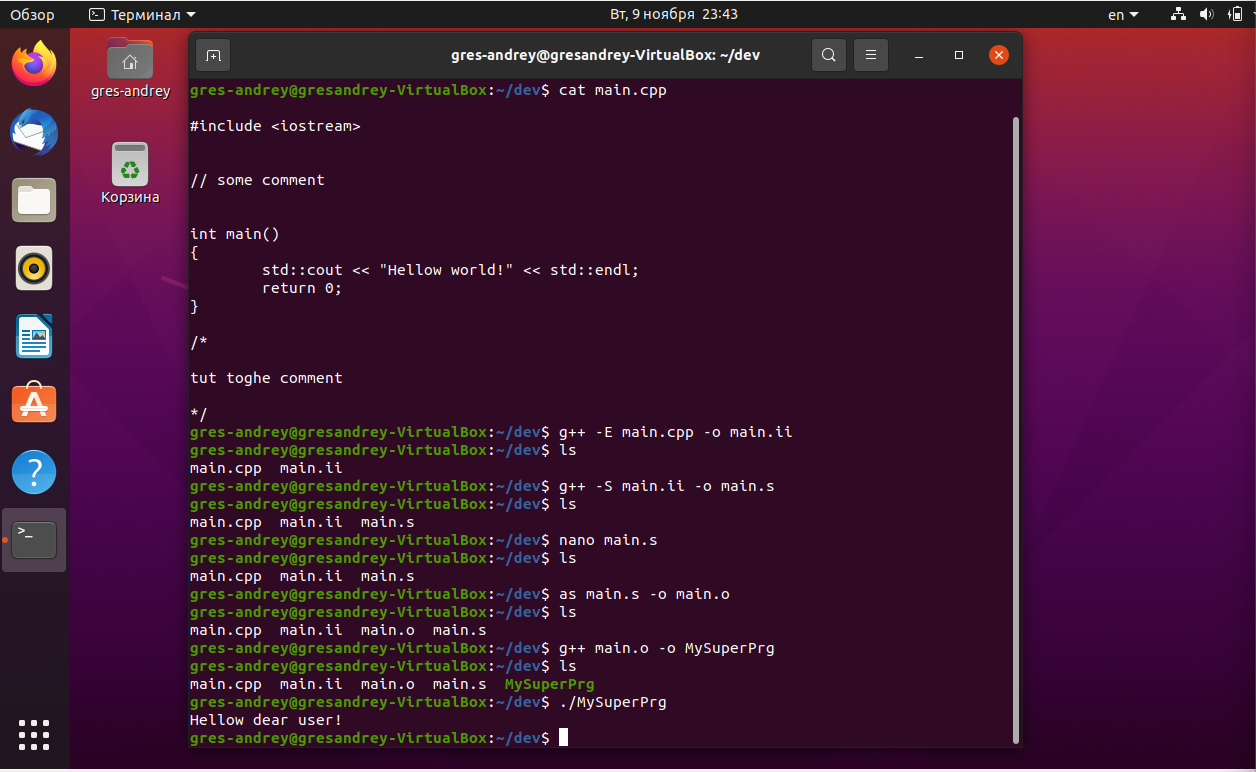 Обзор Терминал Вт, 9 ноября 23:43 en
gres-andrey
Корзина
gres-andrey@gresandrey-VirtualBox: ~/dev
gres-andrey@gresandrey-VirtualBox:~/dev$ cat main.cpp
#include <iostream>
// some comment
int main()
{
        std::cout << "Hellow world!" << std::endl;
        return 0;
}
/*
tut toghe comment
*/
gres-andrey@gresandrey-VirtualBox:~/dev$ g++ -E main.cpp -o main.ii
gres-andrey@gresandrey-VirtualBox:~/dev$ ls
main.cpp  main.ii
gres-andrey@gresandrey-VirtualBox:~/dev$ g++ -S main.ii -o main.s
gres-andrey@gresandrey-VirtualBox:~/dev$ ls
main.cpp  main.ii  main.s
gres-andrey@gresandrey-VirtualBox:~/dev$ nano main.s
gres-andrey@gresandrey-VirtualBox:~/dev$ ls
main.cpp  main.ii  main.s
gres-andrey@gresandrey-VirtualBox:~/dev$ as main.s -o main.o
gres-andrey@gresandrey-VirtualBox:~/dev$ ls
main.cpp  main.ii  main.o  main.s
gres-andrey@gresandrey-VirtualBox:~/dev$ g++ main.o -o MySuperPrg
gres-andrey@gresandrey-VirtualBox:~/dev$ ls
main.cpp  main.ii  main.o  main.s  MySuperPrg
gres-andrey@gresandrey-VirtualBox:~/dev$ ./MySuperPrg
Hellow dear user!
gres-andrey@gresandrey-VirtualBox:~/dev$